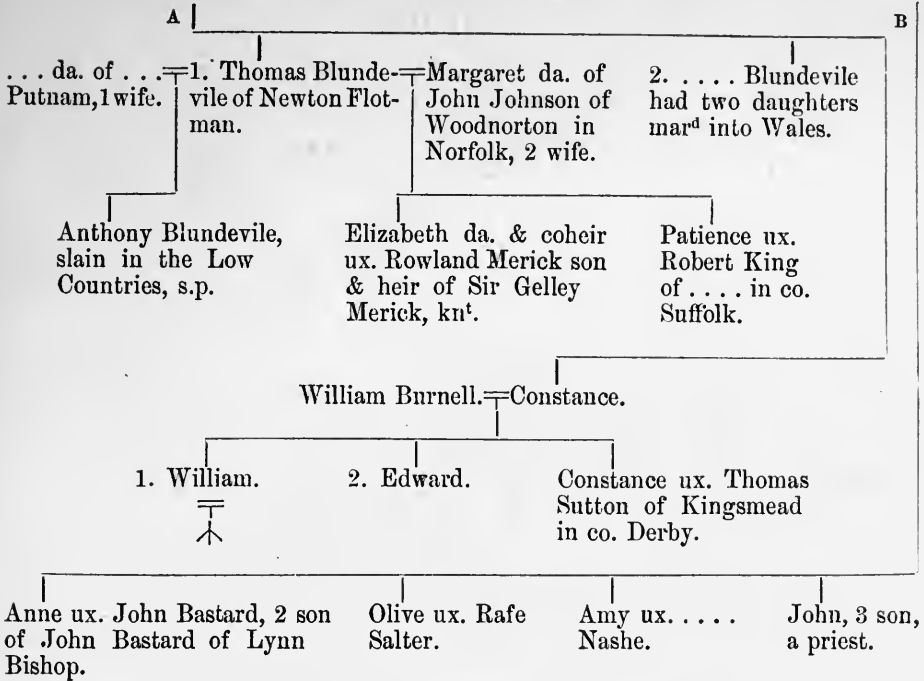 A B
. . . da. of . . . 1. Thomas Blunde- Margaret da. of 2. . . . . . Blundevile
Putnam, 1 wife. vile of Newton Flot- John Johnson of had two daughters
man. Woodnorton in marᵈ into Wales.
Norfolk, 2 wife.
Anthony Blundevile, Elizabeth da. & coheir Patience ux.
slain in the Low ux. Rowland Merick son Robert King
Countries, s.p. & heir of Sir Gelley of . . . . in co.
Merick, knᵗ. Suffolk.
William Burnell. Constance.
1. William. 2. Edward. Constance ux. Thomas
Sutton of Kingsmead
in co. Derby.
Anne ux. John Bastard, 2 son Olive ux. Rafe Amy ux. . . . . . John, 3 son,
of John Bastard of Lynn Salter. Nashe. a priest.
Bishop.